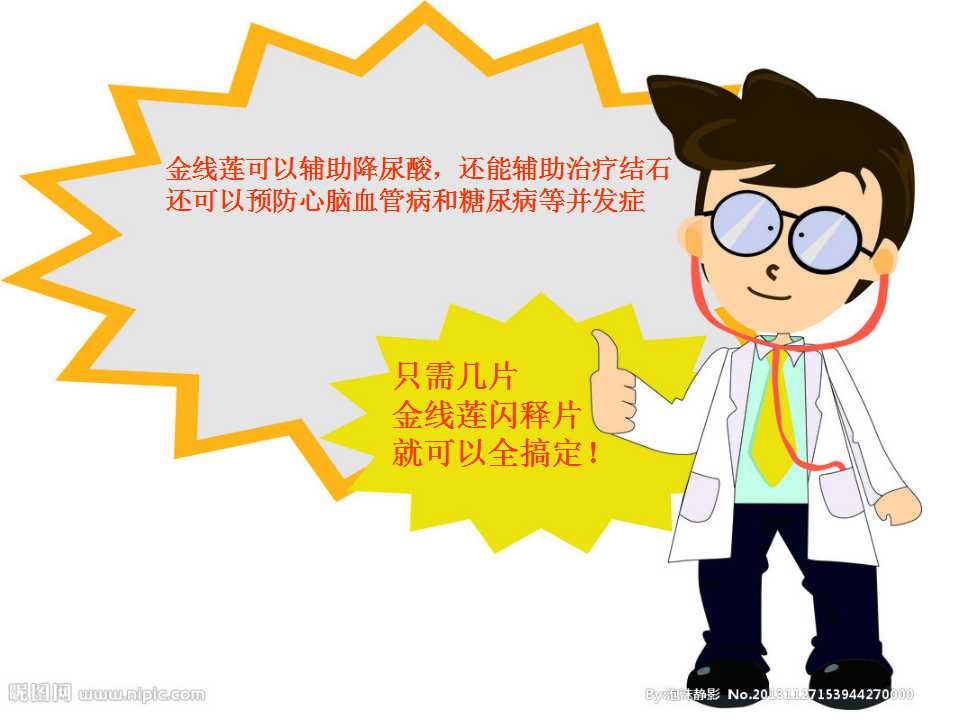 金线莲可以辅助降尿酸，还能辅助治疗结石
还可以预防心脑血管病和糖尿病等并发症
只需几片
金线莲闪释片
就可以全搞定！
昵图网 www.nipic.com
By:泡沫静影 No.20131127153944270000